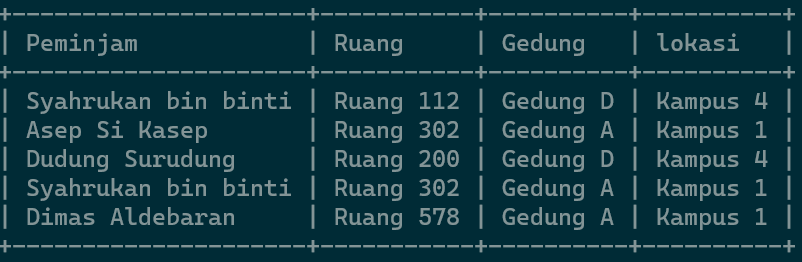 +----------------------+-----------+----------+----------+
| Peminjam             | Ruang     | Gedung   | lokasi   |
+----------------------+-----------+----------+----------+
| Syahrukan bin binti | Ruang 112 | Gedung D | Kampus 4 |
| Asep Si Kasep        | Ruang 302 | Gedung A | Kampus 1 |
| Dudung Surudung      | Ruang 200 | Gedung D | Kampus 4 |
| Syahrukan bin binti | Ruang 302 | Gedung A | Kampus 1 |
| Dimas Aldebaran      | Ruang 578 | Gedung A | Kampus 1 |
+----------------------+-----------+----------+----------+